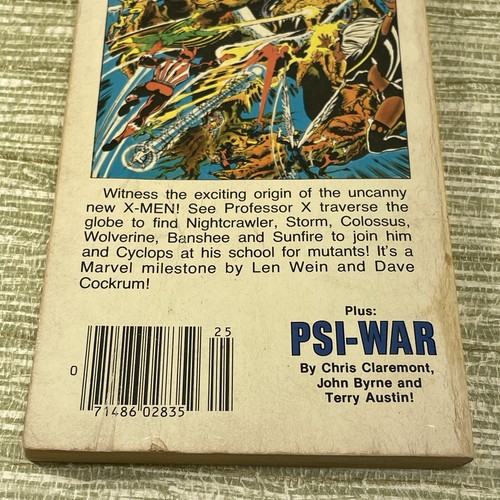 Witness the exciting origin of the uncanny
new X-MEN! See Professor X traverse the
globe to find Nightcrawler, Storm, Colossus,
Wolverine, Banshee and Sunfire to join him
and Cyclops at his school for mutants! It's a
Marvel milestone by Len Wein and Dave
Cockrum!
Plus:
PSI-WAR
By Chris Claremont,
John Byrne and
Terry Austin!
25
0
71486 02835